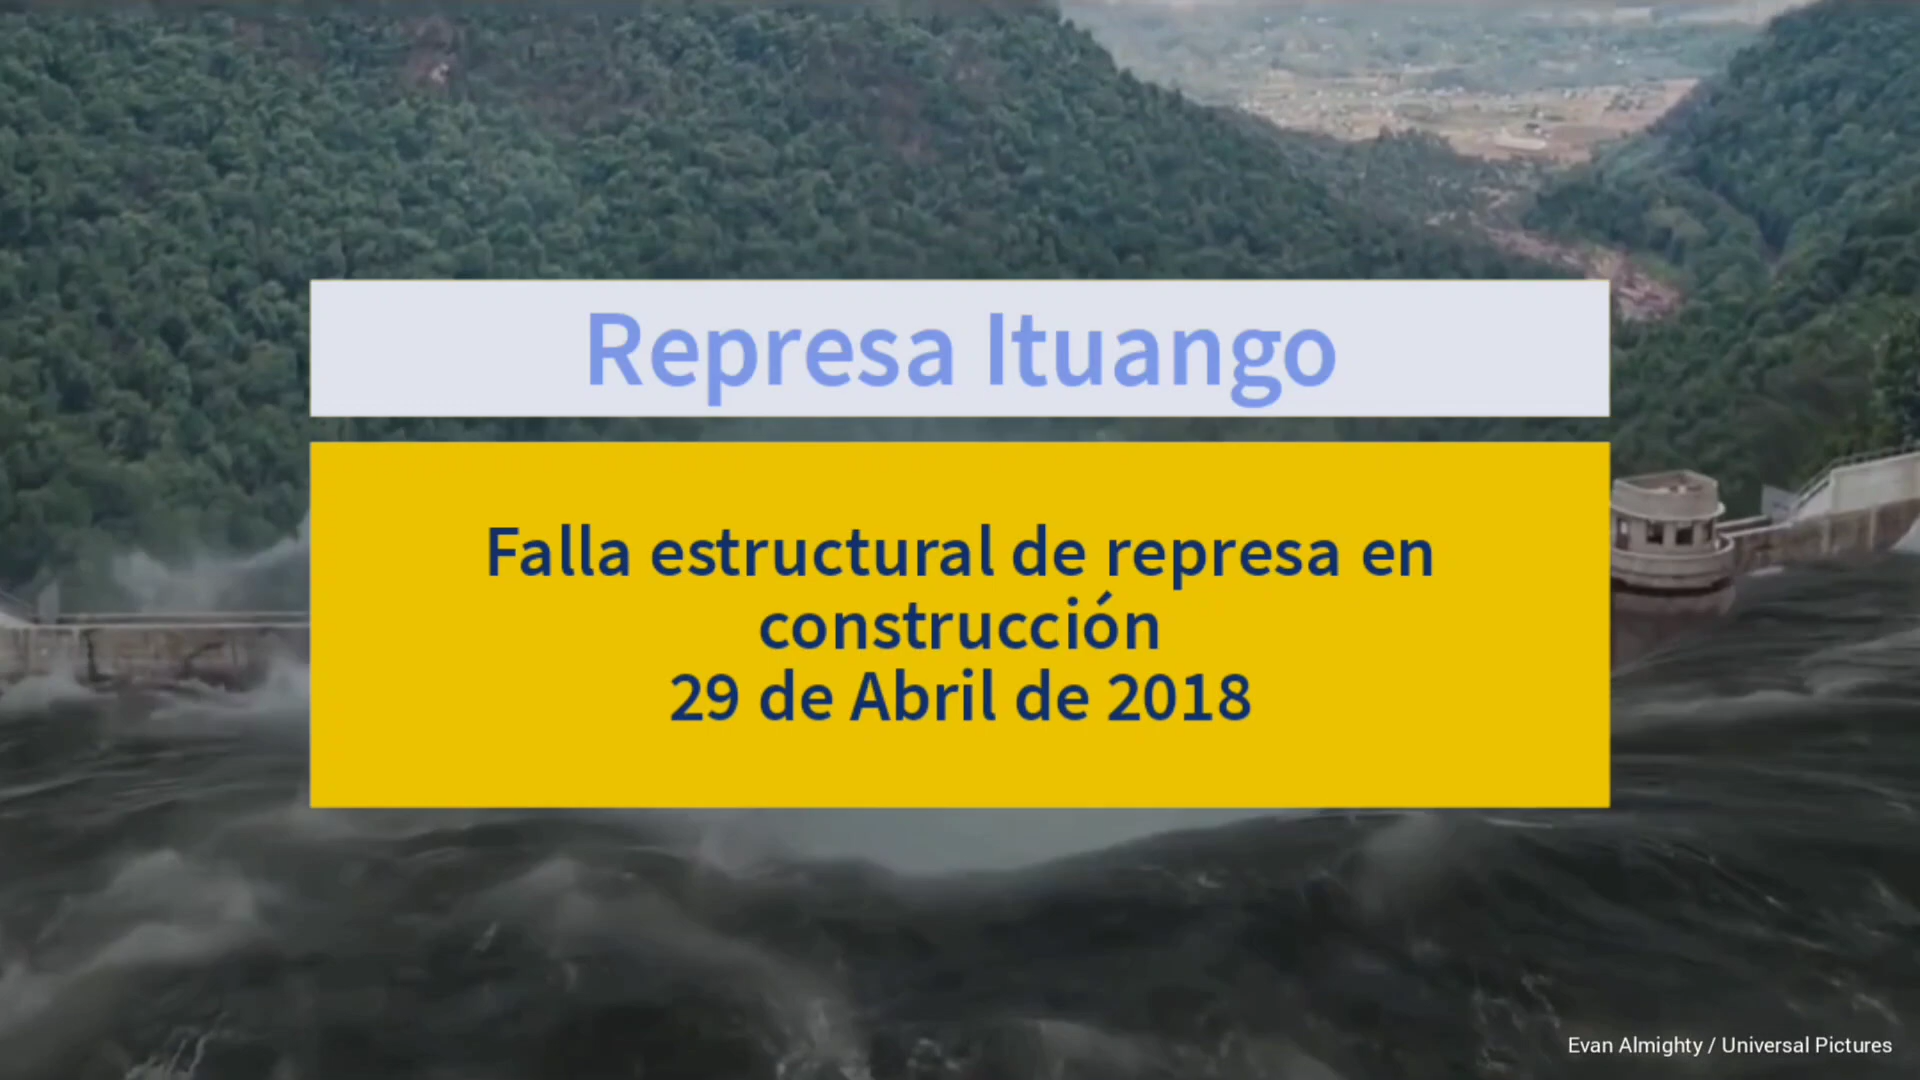 Represa Ituango
Falla estructural de represa en
construcción
29 de Abril de 2018
Evan Almighty / Universal Pictures